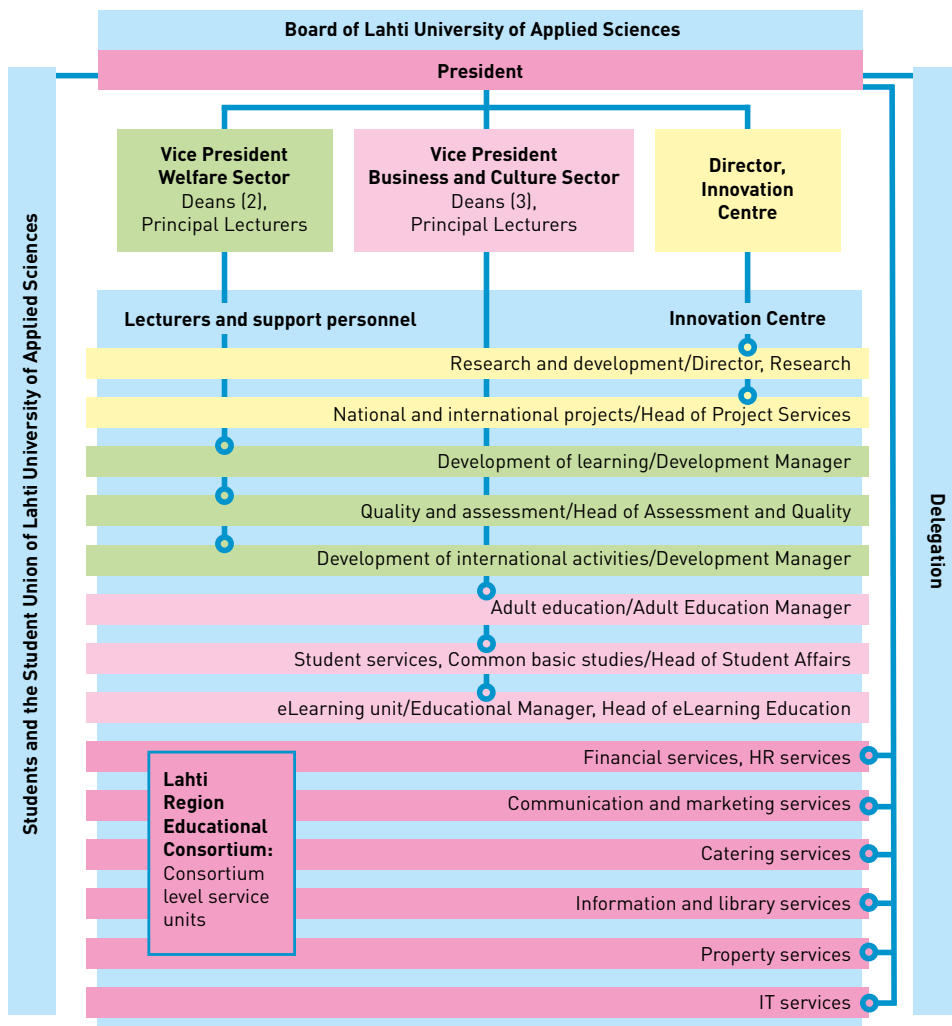 Board of Lahti University of Applied Sciences
President
Students and the Student Union of Lahti University of Applied Sciences
Vice President
Welfare Sector
Deans (2),
Principal Lecturers
Vice President
Business and Culture Sector
Deans (3),
Principal Lecturers
Director,
Innovation
Centre
Delegation
Lecturers and support personnel
Innovation Centre
Research and development/Director, Research
National and international projects/Head of Project Services
Development of learning/Development Manager
Quality and assessment/Head of Assessment and Quality
Development of international activities/Development Manager
Adult education/Adult Education Manager
Student services, Common basic studies/Head of Student Affairs
eLearning unit/Educational Manager, Head of eLearning Education
Lahti
Region
Educational
Consortium:
Consortium
level service
units
Financial services, HR services
Communication and marketing services
Catering services
Information and library services
Property services
IT services